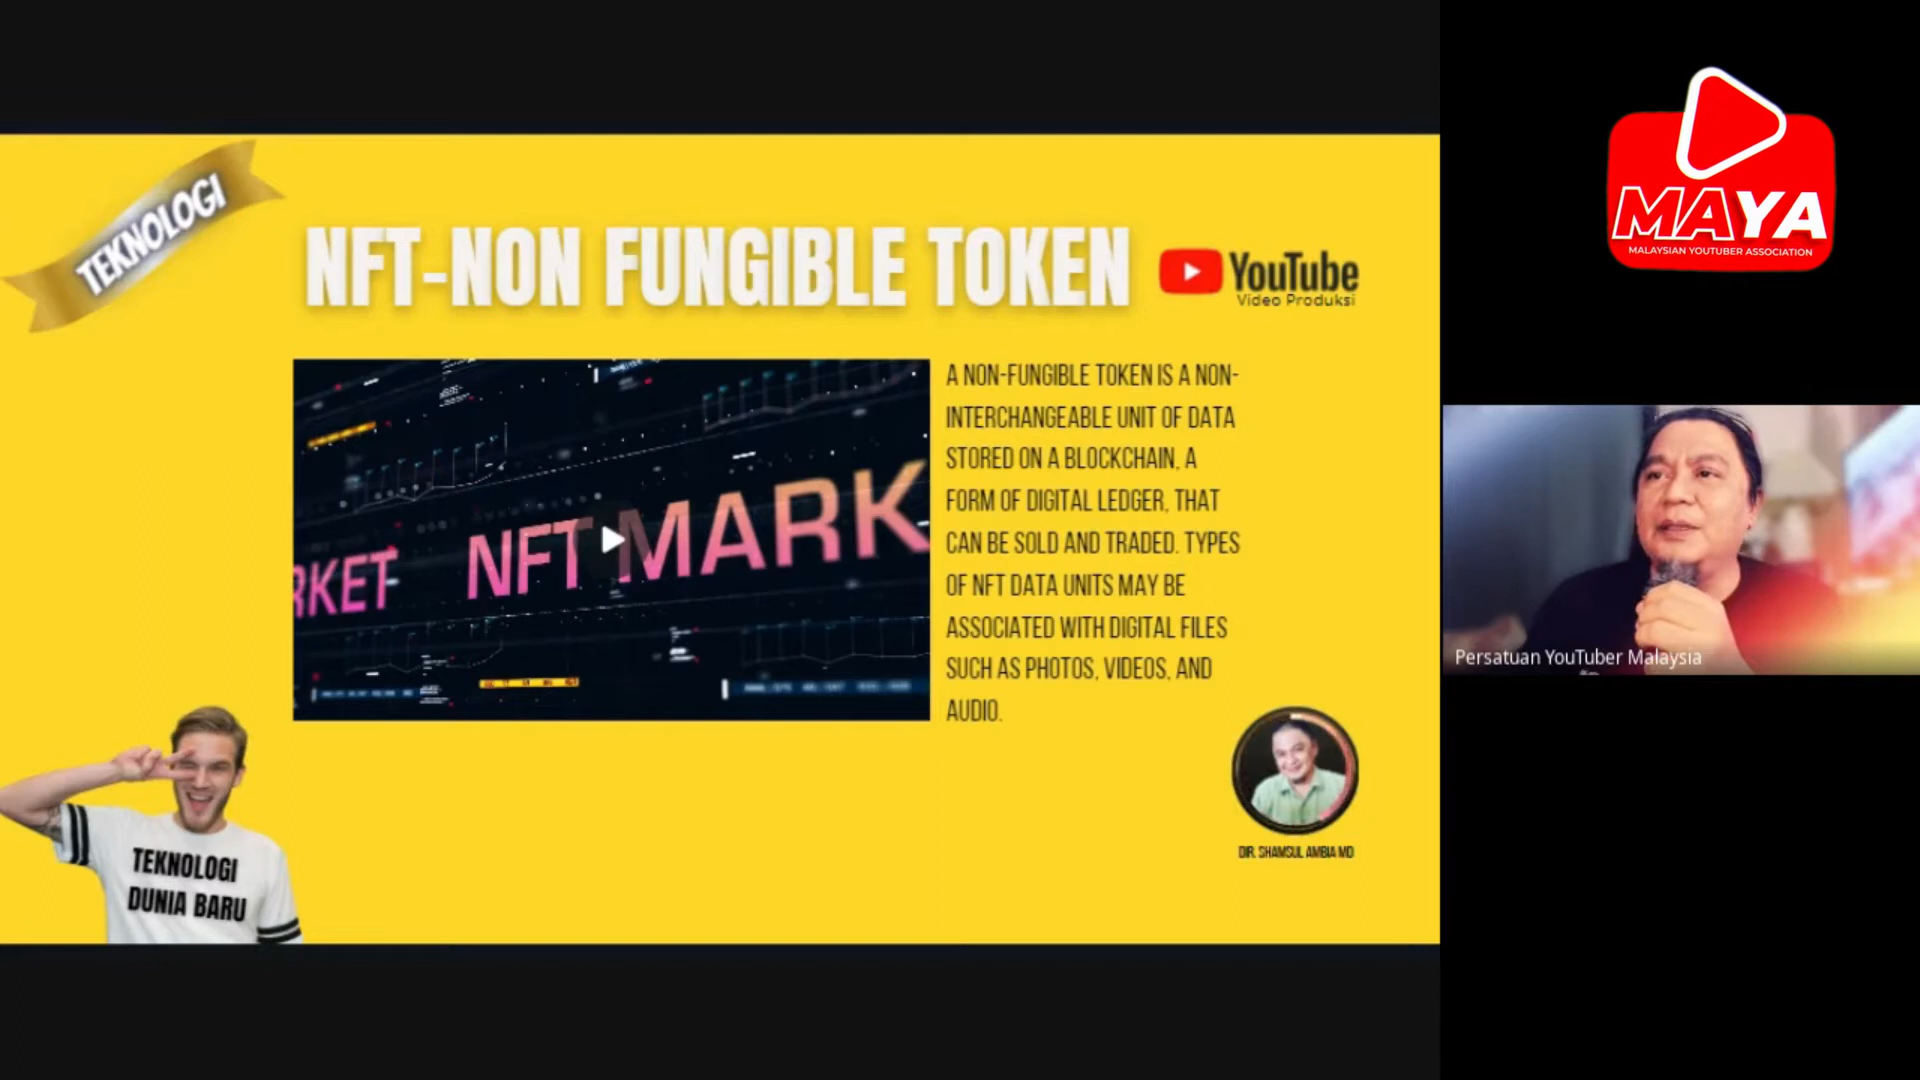 TEKNOLOGI
NFT-NON FUNGIBLE TOKEN
YouTube
Video Produksi
RKET NFT MARK
A NON-FUNGIBLE TOKEN IS A NON-
INTERCHANGEABLE UNIT OF DATA
STORED ON A BLOCKCHAIN, A
FORM OF DIGITAL LEDGER, THAT
CAN BE SOLD AND TRADED. TYPES
OF NFT DATA UNITS MAY BE
ASSOCIATED WITH DIGITAL FILES
SUCH AS PHOTOS, VIDEOS, AND
AUDIO.
TEKNOLOGI
DUNIA BARU
DIR. SHAMSUL AMBIA MD
MAYA
MALAYSIAN YOUTUBER ASSOCIATION
Persatuan YouTuber Malaysia